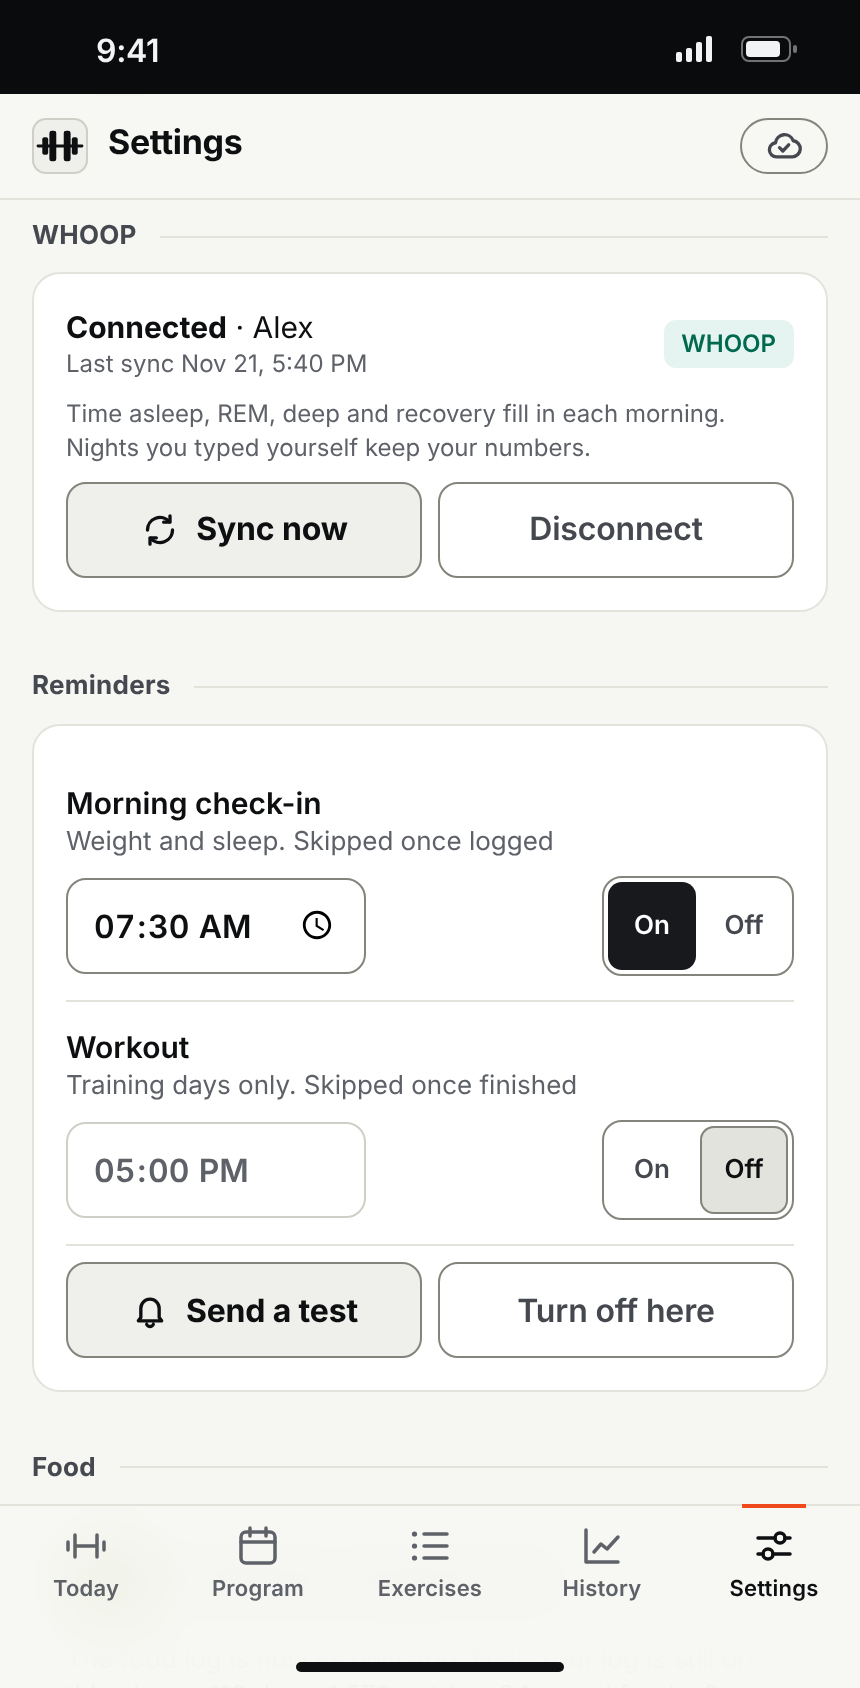 9:41
Settings
WHOOP
Connected · Alex
WHOOP
Last sync Nov 21, 5:40 PM
Time asleep, REM, deep and recovery fill in each morning.
Nights you typed yourself keep your numbers.
Sync now
Disconnect
Reminders
Morning check-in
Weight and sleep. Skipped once logged
07:30 AM
On
Off
Workout
Training days only. Skipped once finished
05:00 PM
On
Off
Send a test
Turn off here
Food
Today
Program
Exercises
History
Settings